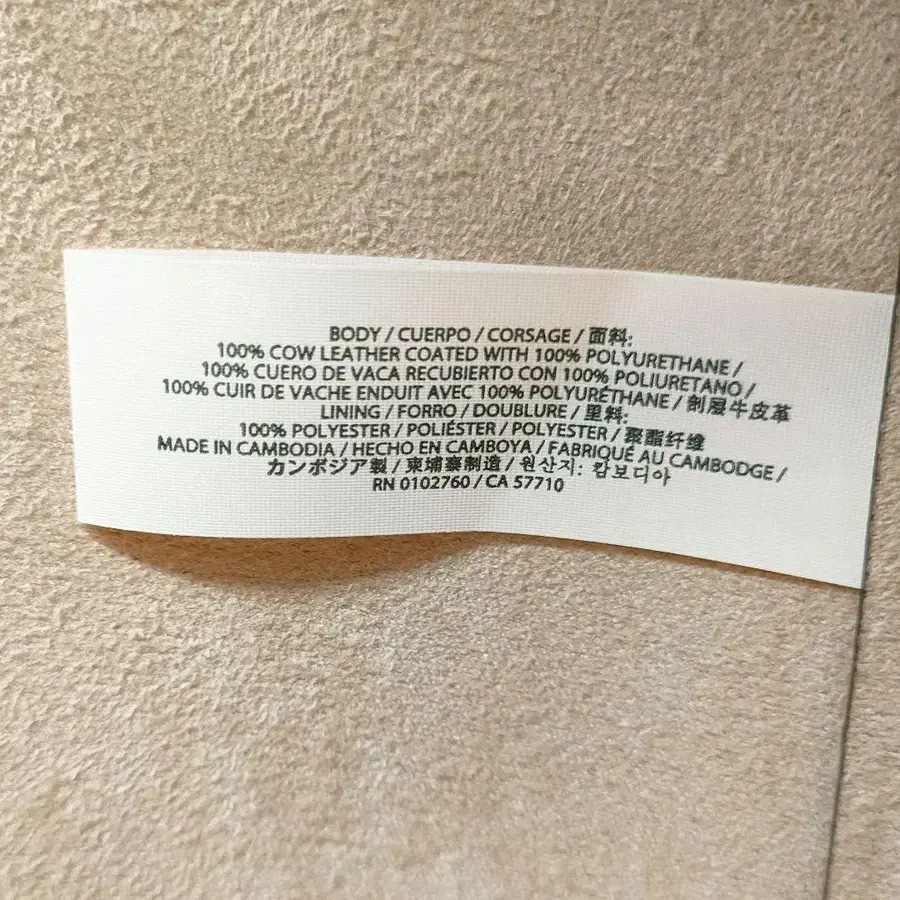 BODY / CUERPO / CORSAGE / 面料:
100% COW LEATHER COATED WITH 100% POLYURETHANE /
100% CUERO DE VACA RECUBIERTO CON 100% POLIURETANO /
100% CUIR DE VACHE ENDUIT AVEC 100% POLYURÉTHANE / 剖层牛皮革
LINING / FORRO / DOUBLURE / 里料:
100% POLYESTER / POLIÉSTER / POLYESTER / 聚酯纤维
MADE IN CAMBODIA / HECHO EN CAMBOYA / FABRIQUÉ AU CAMBODGE /
カンボジア製 / 柬埔寨制造 / 원산지: 캄보디아
RN 0102760 / CA 57710